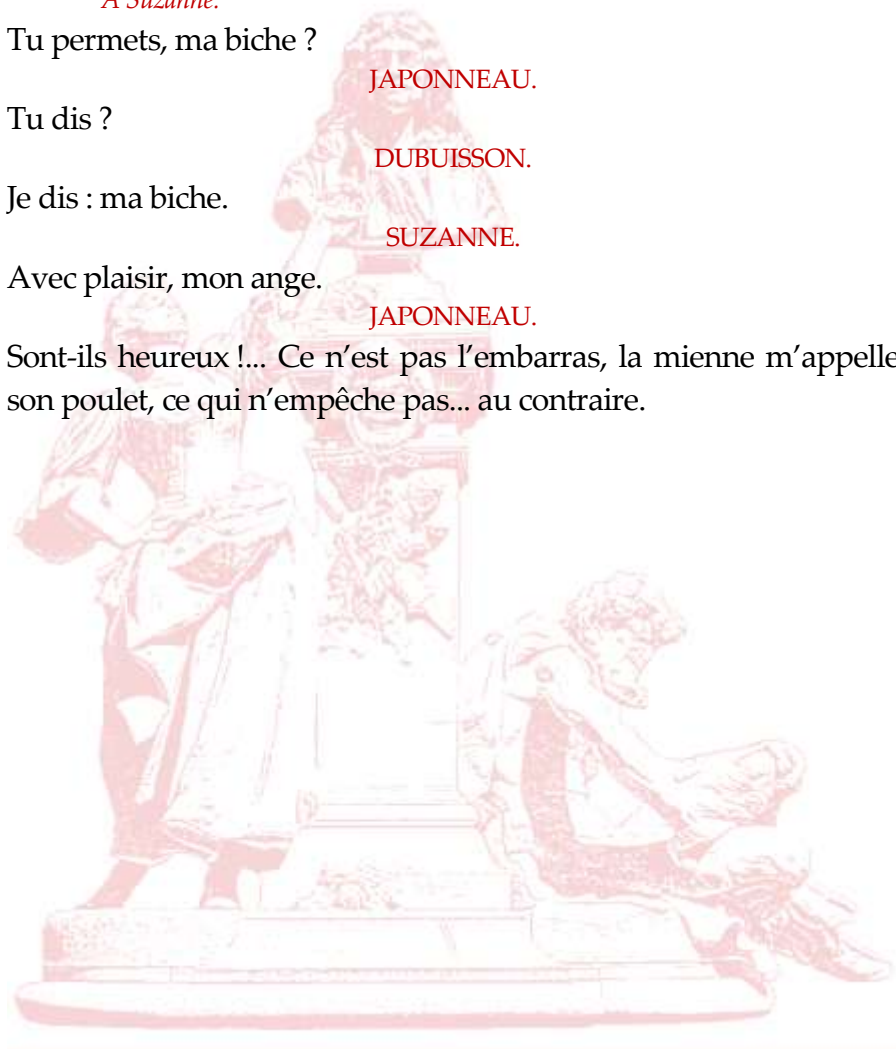 À Suzanne.
Tu permets, ma biche ?
JAPONNEAU.
Tu dis ?
DUBUISSON.
Je dis : ma biche.
SUZANNE.
Avec plaisir, mon ange.
JAPONNEAU.
Sont-ils heureux !... Ce n’est pas l’embarras, la mienne m’appelle
son poulet, ce qui n’empêche pas... au contraire.